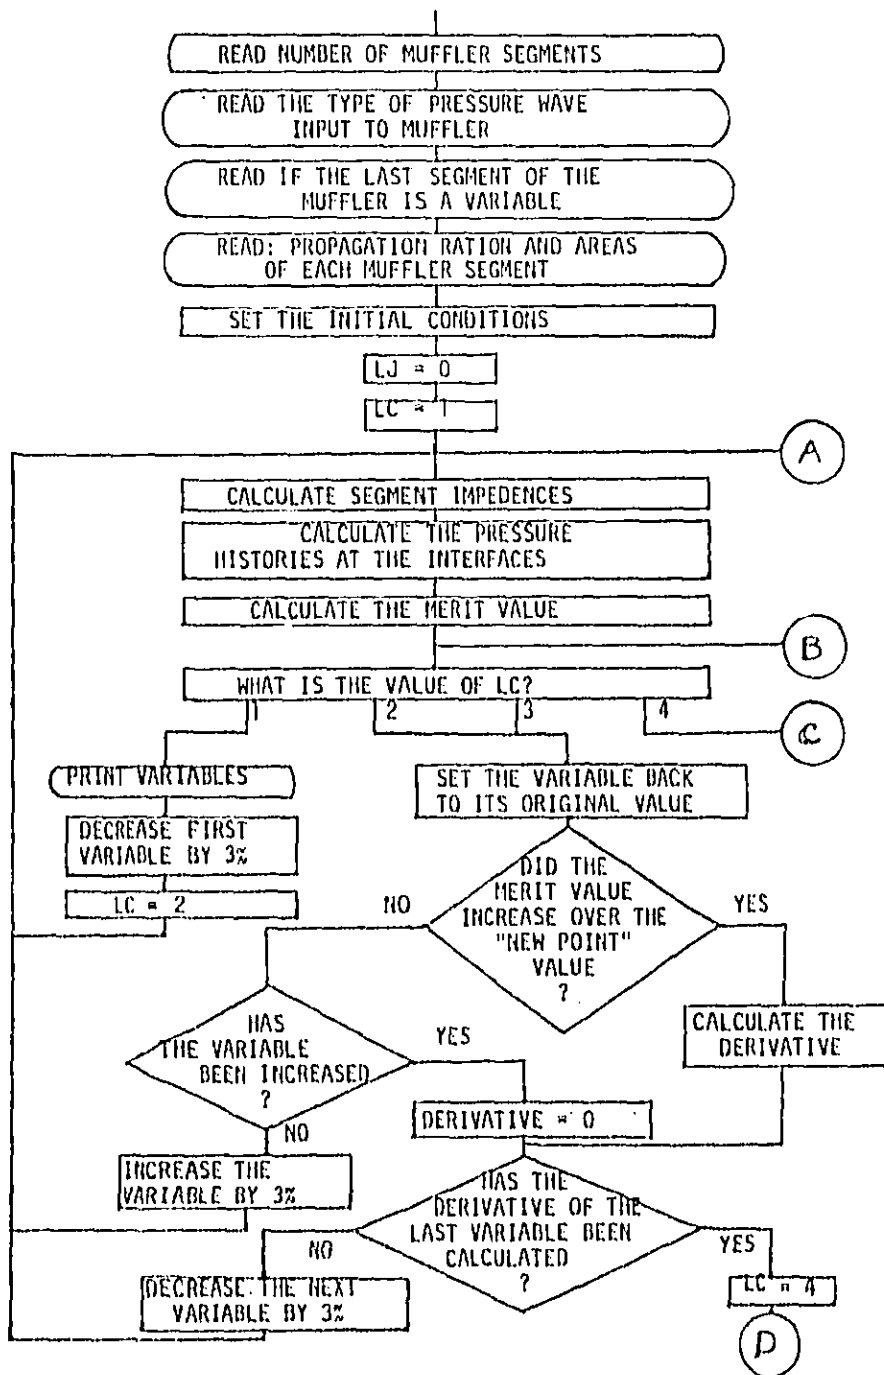 READ NUMBER OF MUFFLER SEGMENTS
READ THE TYPE OF PRESSURE WAVE
INPUT TO MUFFLER
READ IF THE LAST SEGMENT OF THE
MUFFLER IS A VARIABLE
READ: PROPAGATION RATION AND AREAS
OF EACH MUFFLER SEGMENT
SET THE INITIAL CONDITIONS
LJ = 0
LC = 1
A
CALCULATE SEGMENT IMPEDENCES
CALCULATE THE PRESSURE
HISTORIES AT THE INTERFACES
CALCULATE THE MERIT VALUE
B
WHAT IS THE VALUE OF LC?
1 2 3 4
C
PRINT VARIABLES
DECREASE FIRST
VARIABLE BY 3%
LC = 2
SET THE VARIABLE BACK
TO ITS ORIGINAL VALUE
DID THE
MERIT VALUE
INCREASE OVER THE
"NEW POINT"
VALUE
?
NO
YES
CALCULATE THE
DERIVATIVE
HAS
THE VARIABLE
BEEN INCREASED
?
YES
NO
DERIVATIVE = 0
INCREASE THE
VARIABLE BY 3%
HAS THE
DERIVATIVE OF THE
LAST VARIABLE BEEN
CALCULATED
?
NO
YES
DECREASE THE NEXT
VARIABLE BY 3%
LC = 4
D